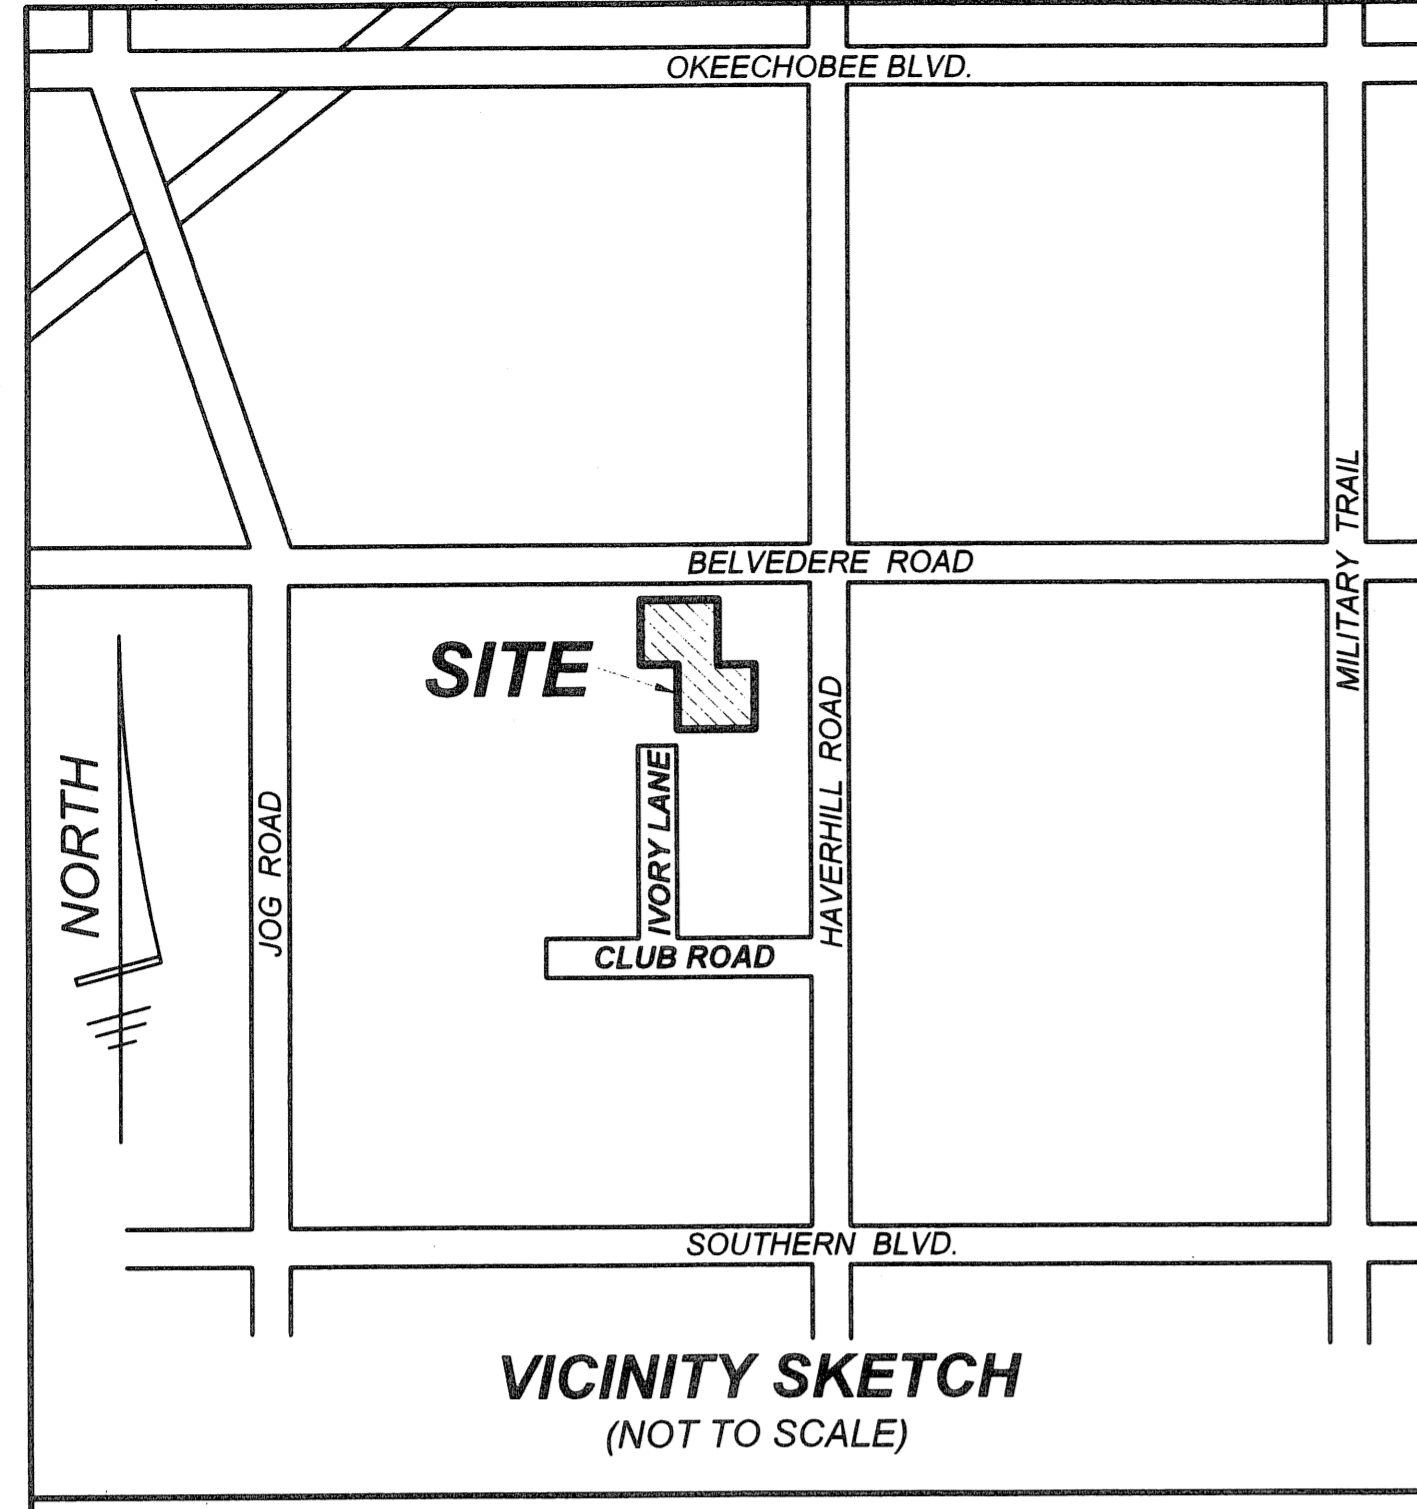 OKEECHOBEE BLVD.
MILITARY TRAIL
BELVEDERE ROAD
SITE
HAVERHILL ROAD
NORTH
JOG ROAD
IVORY LANE
CLUB ROAD
SOUTHERN BLVD.
VICINITY SKETCH
(NOT TO SCALE)